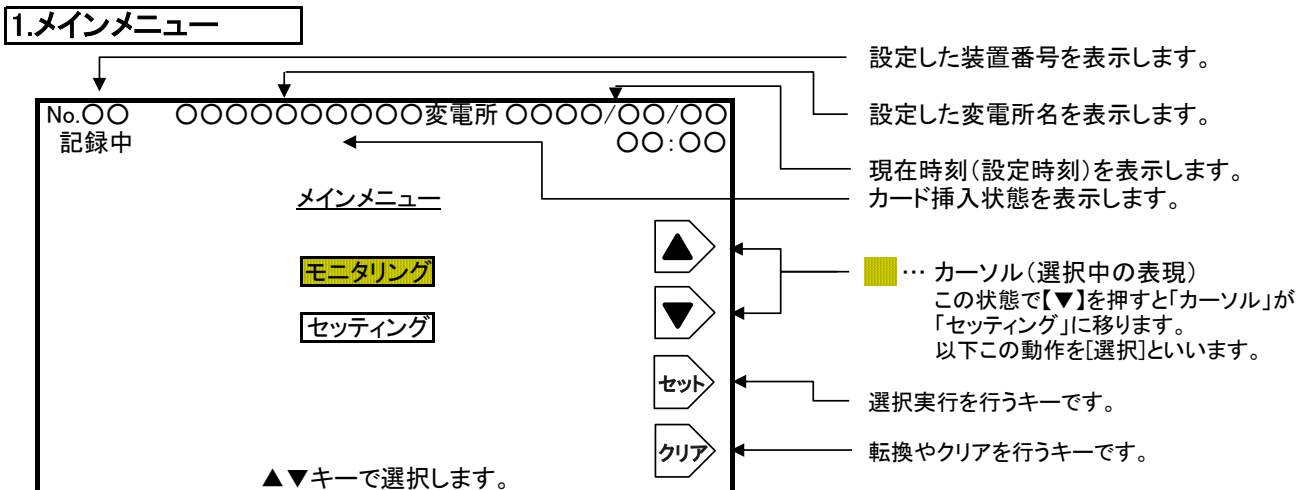 1.メインメニュー
設定した装置番号を表示します。
No.○○ ○○○○○○○○○○変電所 ○○○○/○○/○○
設定した変電所名を表示します。
記録中 ○○:○○
現在時刻(設定時刻)を表示します。
カード挿入状態を表示します。
メインメニュー
▲
モニタリング
… カーソル(選択中の表現)
この状態で【▼】を押すと「カーソル」が
「セッティング」に移ります。
以下この動作を[選択]といいます。
▼
セッティング
セット
選択実行を行うキーです。
クリア
転換やクリアを行うキーです。
▲▼キーで選択します。